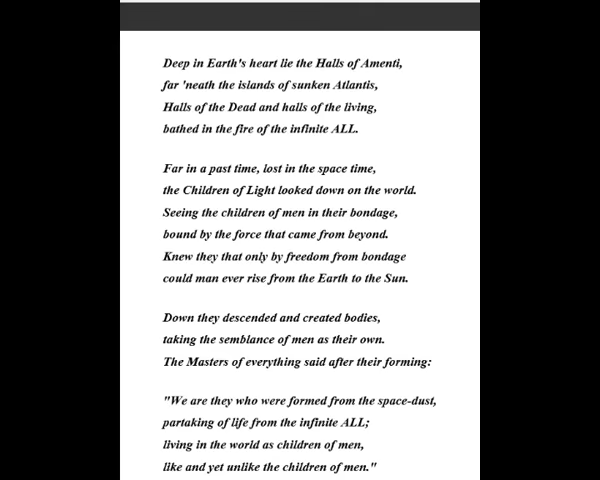 Deep in Earth's heart lie the Halls of Amenti,
far 'neath the islands of sunken Atlantis,
Halls of the Dead and halls of the living,
bathed in the fire of the infinite ALL.
Far in a past time, lost in the space time,
the Children of Light looked down on the world.
Seeing the children of men in their bondage,
bound by the force that came from beyond.
Knew they that only by freedom from bondage
could man ever rise from the Earth to the Sun.
Down they descended and created bodies,
taking the semblance of men as their own.
The Masters of everything said after their forming:
"We are they who were formed from the space-dust,
partaking of life from the infinite ALL;
living in the world as children of men,
like and yet unlike the children of men."